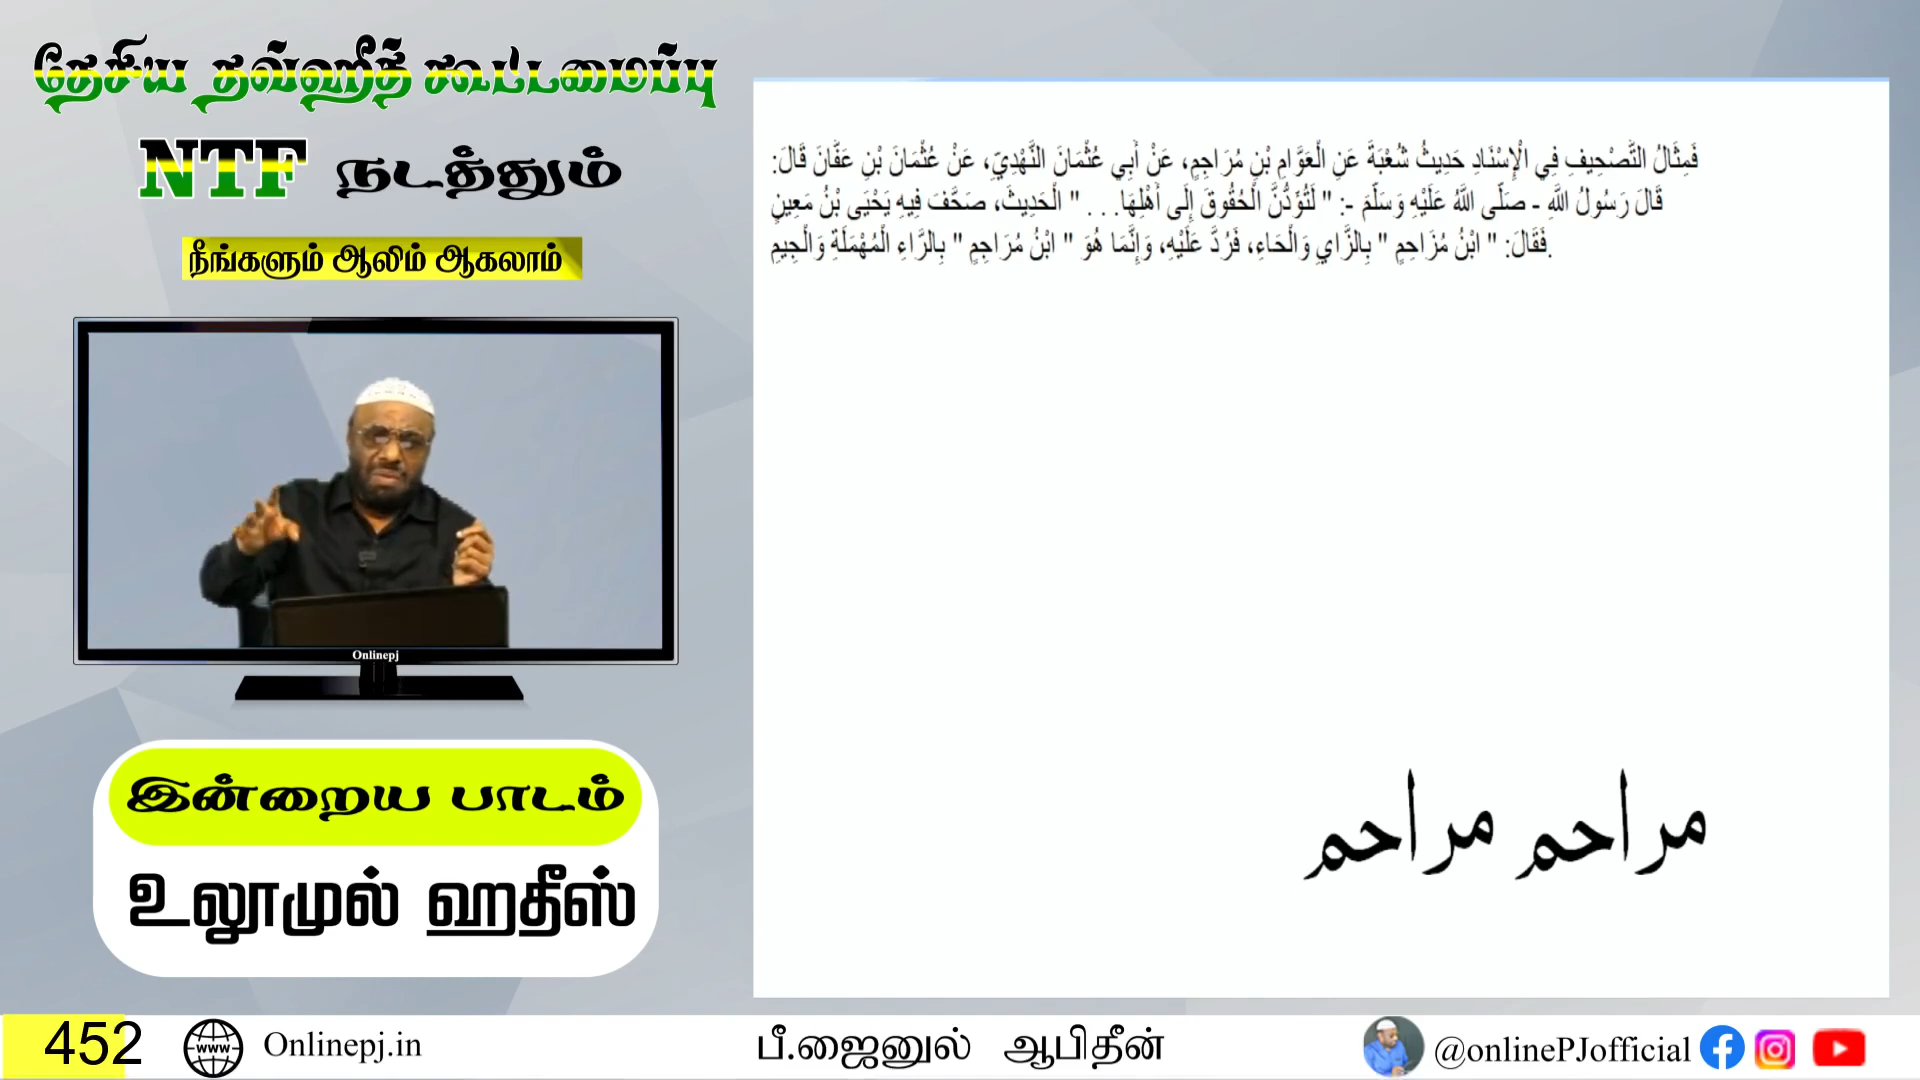 தேசிய தவ்ஹீத் கூட்டமைப்பு
NTF நடத்தும்
நீங்களும் ஆலிம் ஆகலாம்
Onlinepj
இன்றைய பாடம்
உலூமுல் ஹதீஸ்
فَمِثَالُ التَّصْحِيفِ فِي الْإِسْنَادِ حَدِيثُ شُعْبَةَ عَنِ الْعَوَّامِ بْنِ مُرَاجِمٍ، عَنْ أَبِي عُثْمَانَ النَّهْدِيِّ، عَنْ عُثْمَانَ بْنِ عَفَّانَ قَالَ:
قَالَ رَسُولُ اللَّهِ - صَلَّى اللَّهُ عَلَيْهِ وَسَلَّمَ -: " لَتُؤَدُّنَّ الْحُقُوقَ إِلَى أَهْلِهَا. . . " الْحَدِيثَ، صَحَّفَ فِيهِ يَحْيَى بْنُ مَعِينٍ
فَقَالَ: " ابْنُ مُزَاحِمٍ " بِالزَّايِ وَالْحَاءِ، فَرُدَّ عَلَيْهِ، وَإِنَّمَا هُوَ " ابْنُ مُرَاجِمٍ " بِالرَّاءِ الْمُهْمَلَةِ وَالْجِيمِ.
مراحم مراحم
452 www Onlinepj.in பீ.ஜைனுல் ஆபிதீன் @onlinePJofficial